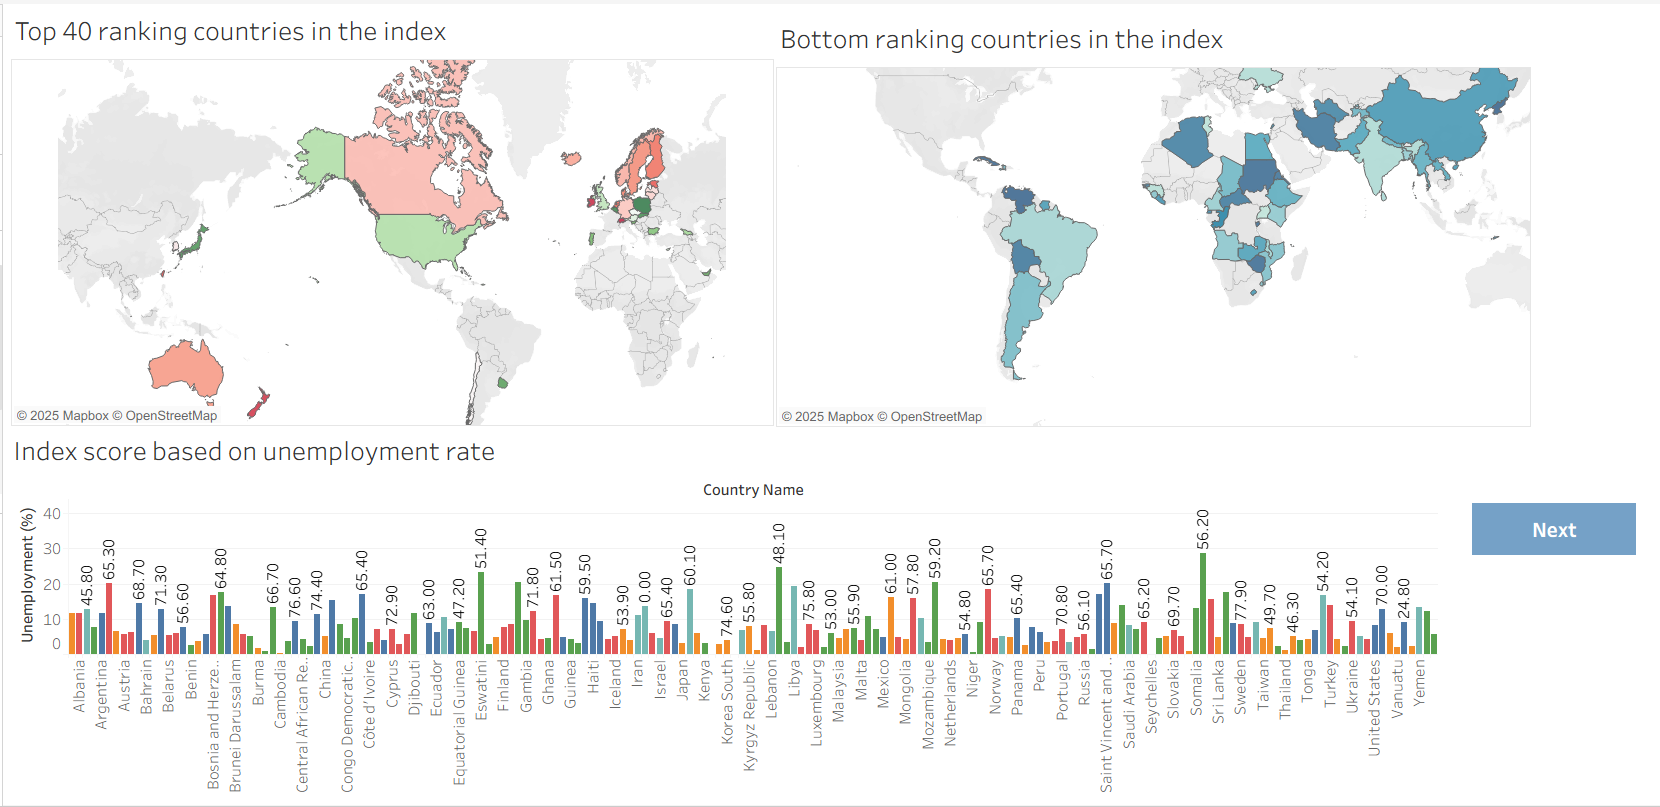 Top 40 ranking countries in the index
Bottom ranking countries in the index
© 2025 Mapbox © OpenStreetMap
© 2025 Mapbox © OpenStreetMap
Index score based on unemployment rate
Country Name
Next
Unemployment (%)
40
30
20
10
0
45.80
65.30
68.70
71.30
56.60
64.80
66.70
76.60
74.40
65.40
72.90
63.00
47.20
51.40
71.80
61.50
59.50
53.90
0.00
65.40
60.10
74.60
55.80
48.10
75.80
53.00
55.90
61.00
57.80
59.20
54.80
65.70
65.40
70.80
56.10
65.70
65.20
69.70
56.20
77.90
49.70
46.30
54.20
54.10
70.00
24.80
Albania
Argentina
Austria
Bahrain
Belarus
Benin
Bosnia and Herze..
Brunei Darussalam
Burma
Cambodia
Central African Re..
China
Congo Democratic..
Côte d'Ivoire
Cyprus
Djibouti
Ecuador
Equatorial Guinea
Eswatini
Finland
Gambia
Ghana
Guinea
Haiti
Iceland
Iran
Israel
Japan
Kenya
Korea South
Kyrgyz Republic
Lebanon
Libya
Luxembourg
Malaysia
Malta
Mexico
Mongolia
Mozambique
Netherlands
Niger
Norway
Panama
Peru
Portugal
Russia
Saint Vincent and ..
Saudi Arabia
Seychelles
Slovakia
Somalia
Sri Lanka
Sweden
Taiwan
Thailand
Tonga
Turkey
Ukraine
United States
Vanuatu
Yemen